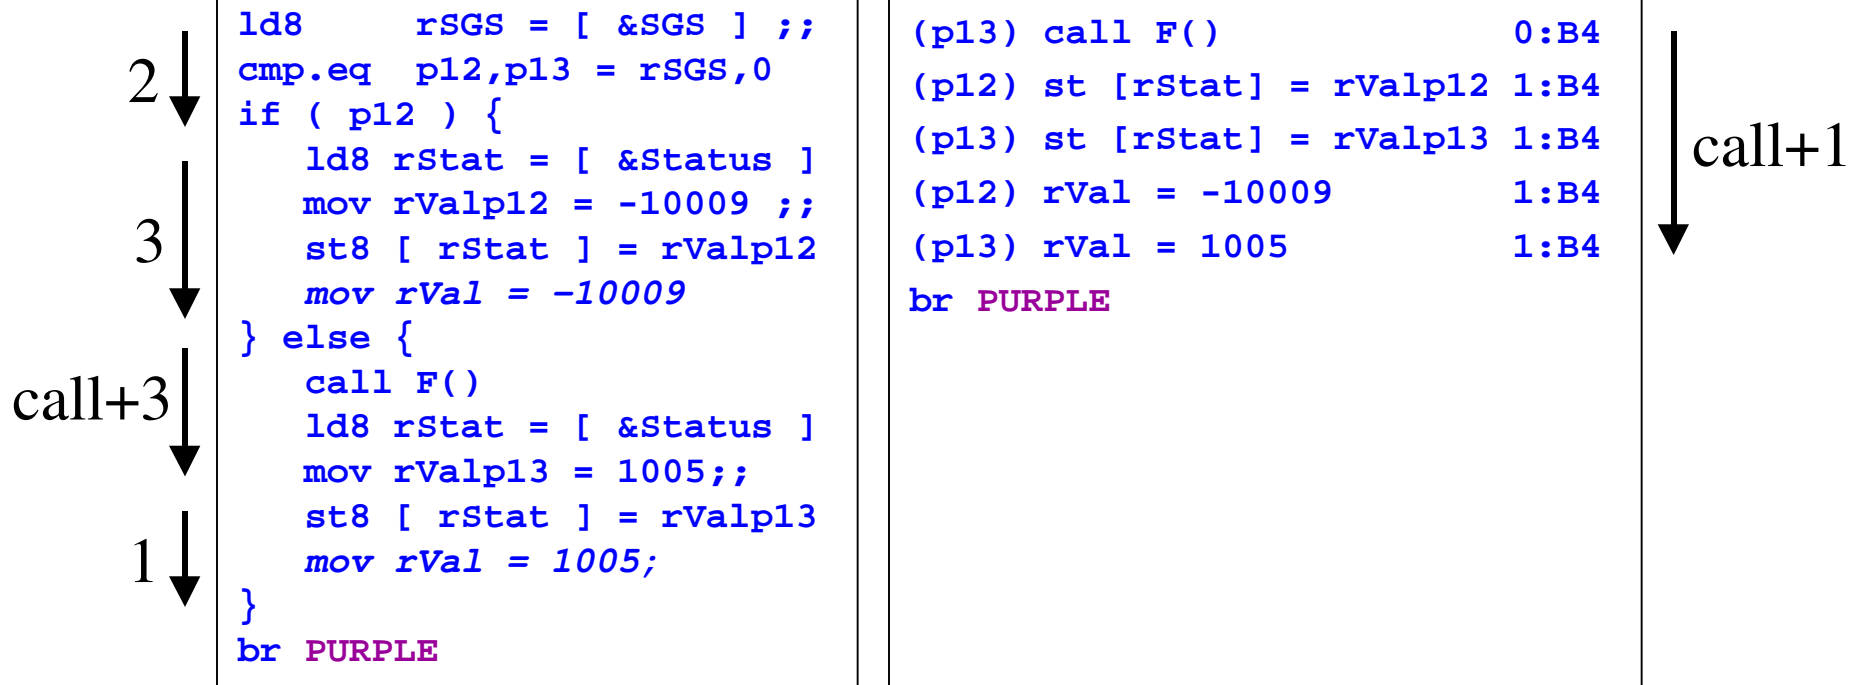 2
3
call+3
1
ld8 rSGS = [ &SGS ] ;;
cmp.eq p12,p13 = rSGS,0
if ( p12 ) {
ld8 rStat = [ &Status ]
mov rValp12 = -10009 ;;
st8 [ rStat ] = rValp12
mov rVal = –10009
} else {
call F()
ld8 rStat = [ &Status ]
mov rValp13 = 1005;;
st8 [ rStat ] = rValp13
mov rVal = 1005;
}
br PURPLE
(p13) call F() 0:B4
(p12) st [rStat] = rValp12 1:B4
(p13) st [rStat] = rValp13 1:B4
(p12) rVal = -10009 1:B4
(p13) rVal = 1005 1:B4
br PURPLE
call+1